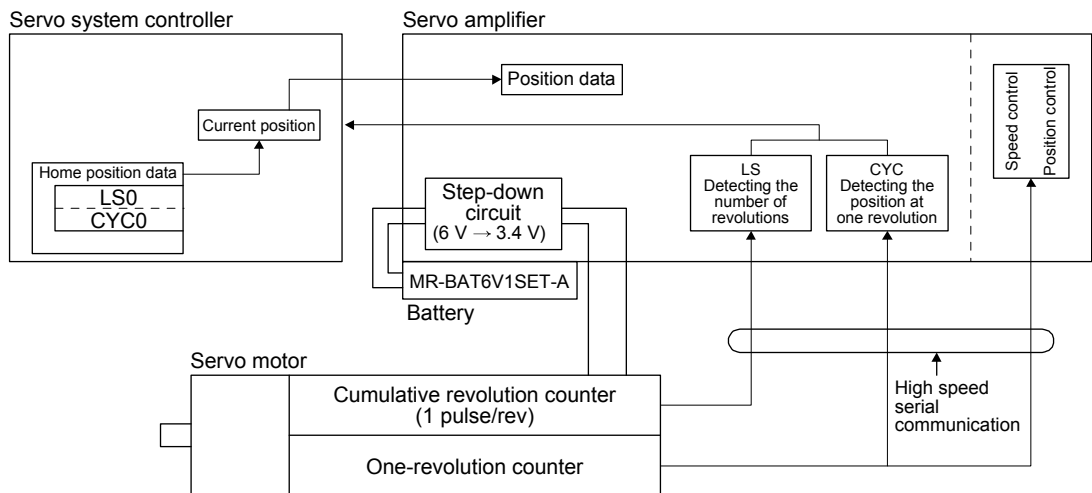 Servo system controller
Servo amplifier
Position data
Current position
Speed control
Position control
Home position data
LS0
CYC0
LS
Detecting the
number of
revolutions
CYC
Detecting the
position at
one revolution
Step-down
circuit
(6 V → 3.4 V)
MR-BAT6V1SET-A
Battery
Servo motor
Cumulative revolution counter
(1 pulse/rev)
High speed
serial
communication
One-revolution counter